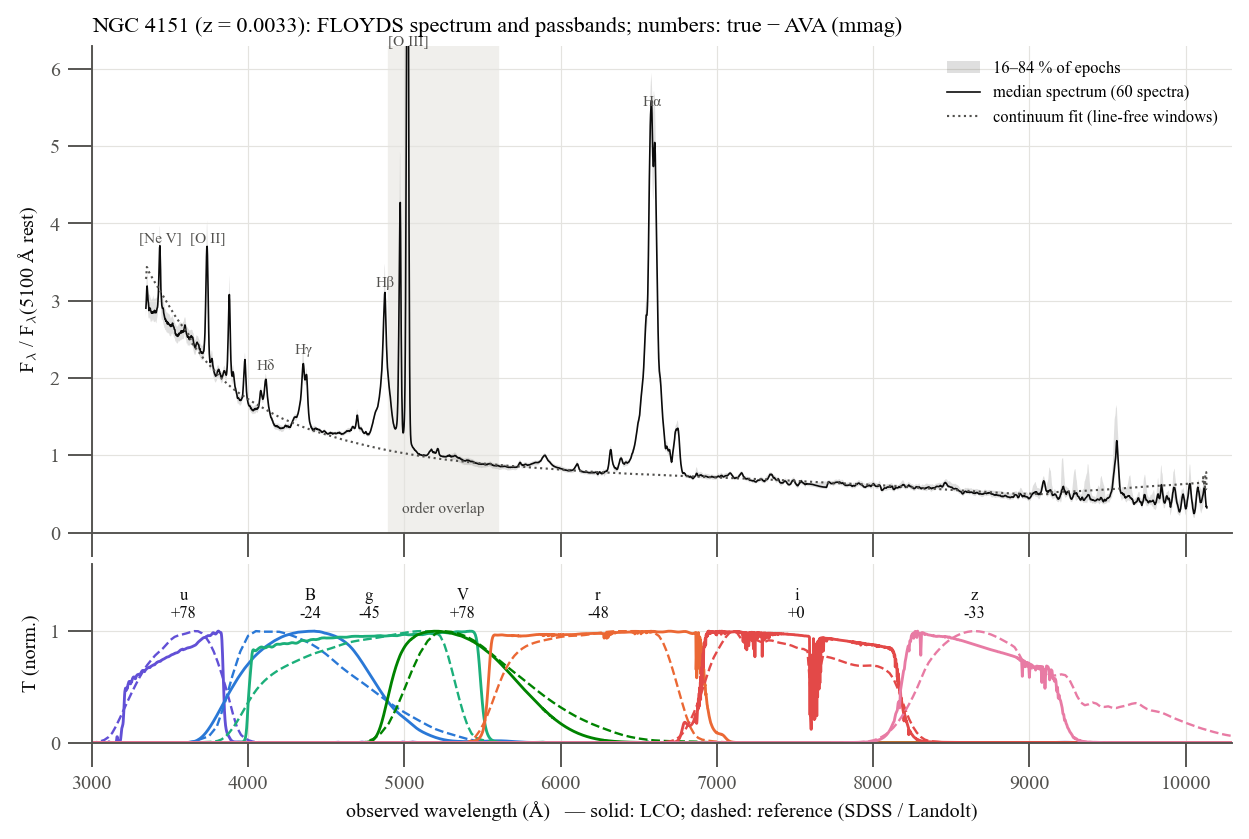 NGC 4151 (z = 0.0033): FLOYDS spectrum and passbands; numbers: true − AVA (mmag)
[O III]
16–84 % of epochs
median spectrum (60 spectra)
continuum fit (line-free windows)
Hα
[Ne V]
[O II]
Hβ
Hγ
Hδ
order overlap
6
5
4
3
2
1
0
Fλ / Fλ(5100 Å rest)
u
+78
B
-24
g
-45
V
+78
r
-48
i
+0
z
-33
1
0
T (norm.)
3000 4000 5000 6000 7000 8000 9000 10000
observed wavelength (Å) — solid: LCO; dashed: reference (SDSS / Landolt)